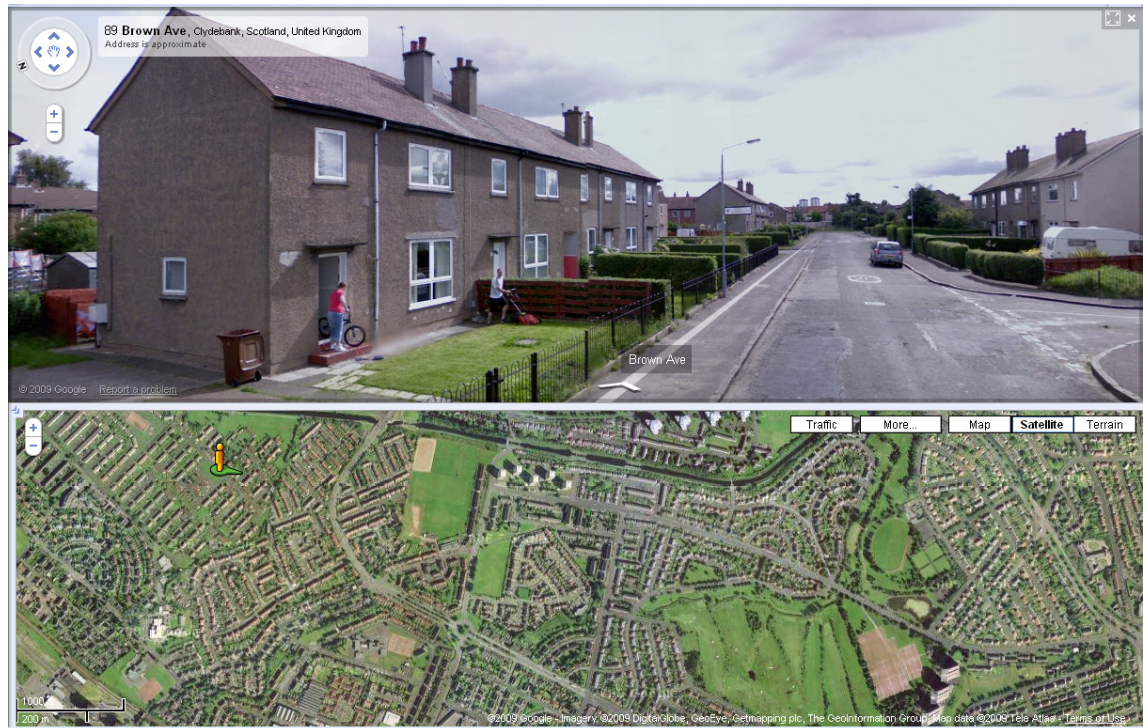 89 Brown Ave, Clydebank, Scotland, United Kingdom
Address is approximate
N
Brown Ave
© 2009 Google Report a problem
Traffic More... Map Satellite Terrain
1000
200 m
©2009 Google - Imagery ©2009 DigitalGlobe, GeoEye, Getmapping plc, The GeoInformation Group, Map data ©2009 Tele Atlas - Terms of Use